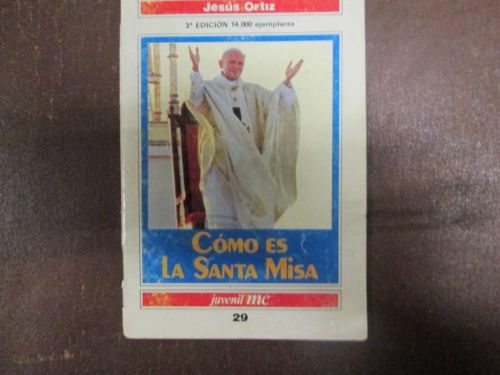 Jesús Ortiz
3ª EDICIÓN 14.000 ejemplares
CÓMO ES
LA SANTA MISA
juvenil mc
29